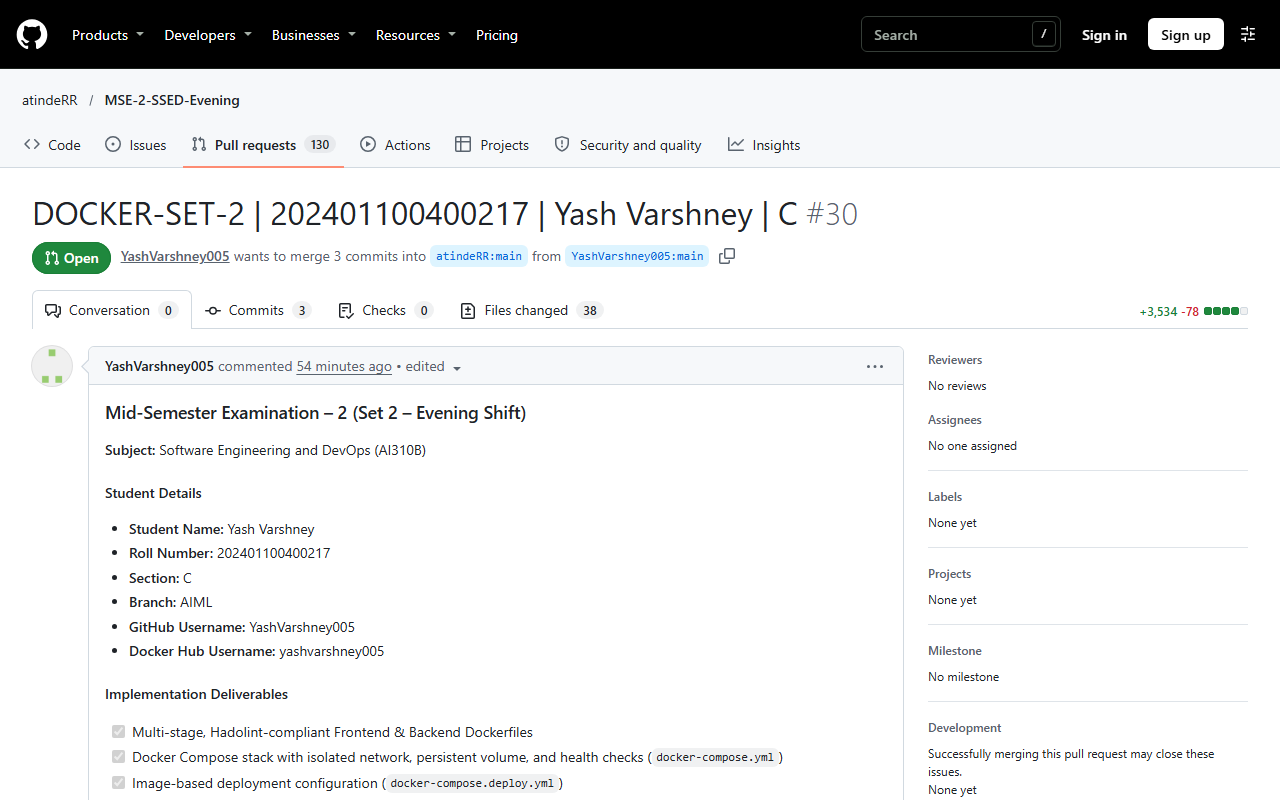 Products Developers Businesses Resources Pricing Search / Sign in Sign up
atindeRR / MSE-2-SSED-Evening
Code Issues Pull requests 130 Actions Projects Security and quality Insights
DOCKER-SET-2 | 202401100400217 | Yash Varshney | C #30
Open YashVarshney005 wants to merge 3 commits into atindeRR:main from YashVarshney005:main
Conversation 0 Commits 3 Checks 0 Files changed 38 +3,534 -78
YashVarshney005 commented 54 minutes ago • edited
Mid-Semester Examination – 2 (Set 2 – Evening Shift)
Subject: Software Engineering and DevOps (AI310B)
Student Details
Student Name: Yash Varshney
Roll Number: 202401100400217
Section: C
Branch: AIML
GitHub Username: YashVarshney005
Docker Hub Username: yashvarshney005
Implementation Deliverables
Multi-stage, Hadolint-compliant Frontend & Backend Dockerfiles
Docker Compose stack with isolated network, persistent volume, and health checks ( docker-compose.yml )
Image-based deployment configuration ( docker-compose.deploy.yml )
Reviewers
No reviews
Assignees
No one assigned
Labels
None yet
Projects
None yet
Milestone
No milestone
Development
Successfully merging this pull request may close these
issues.
None yet